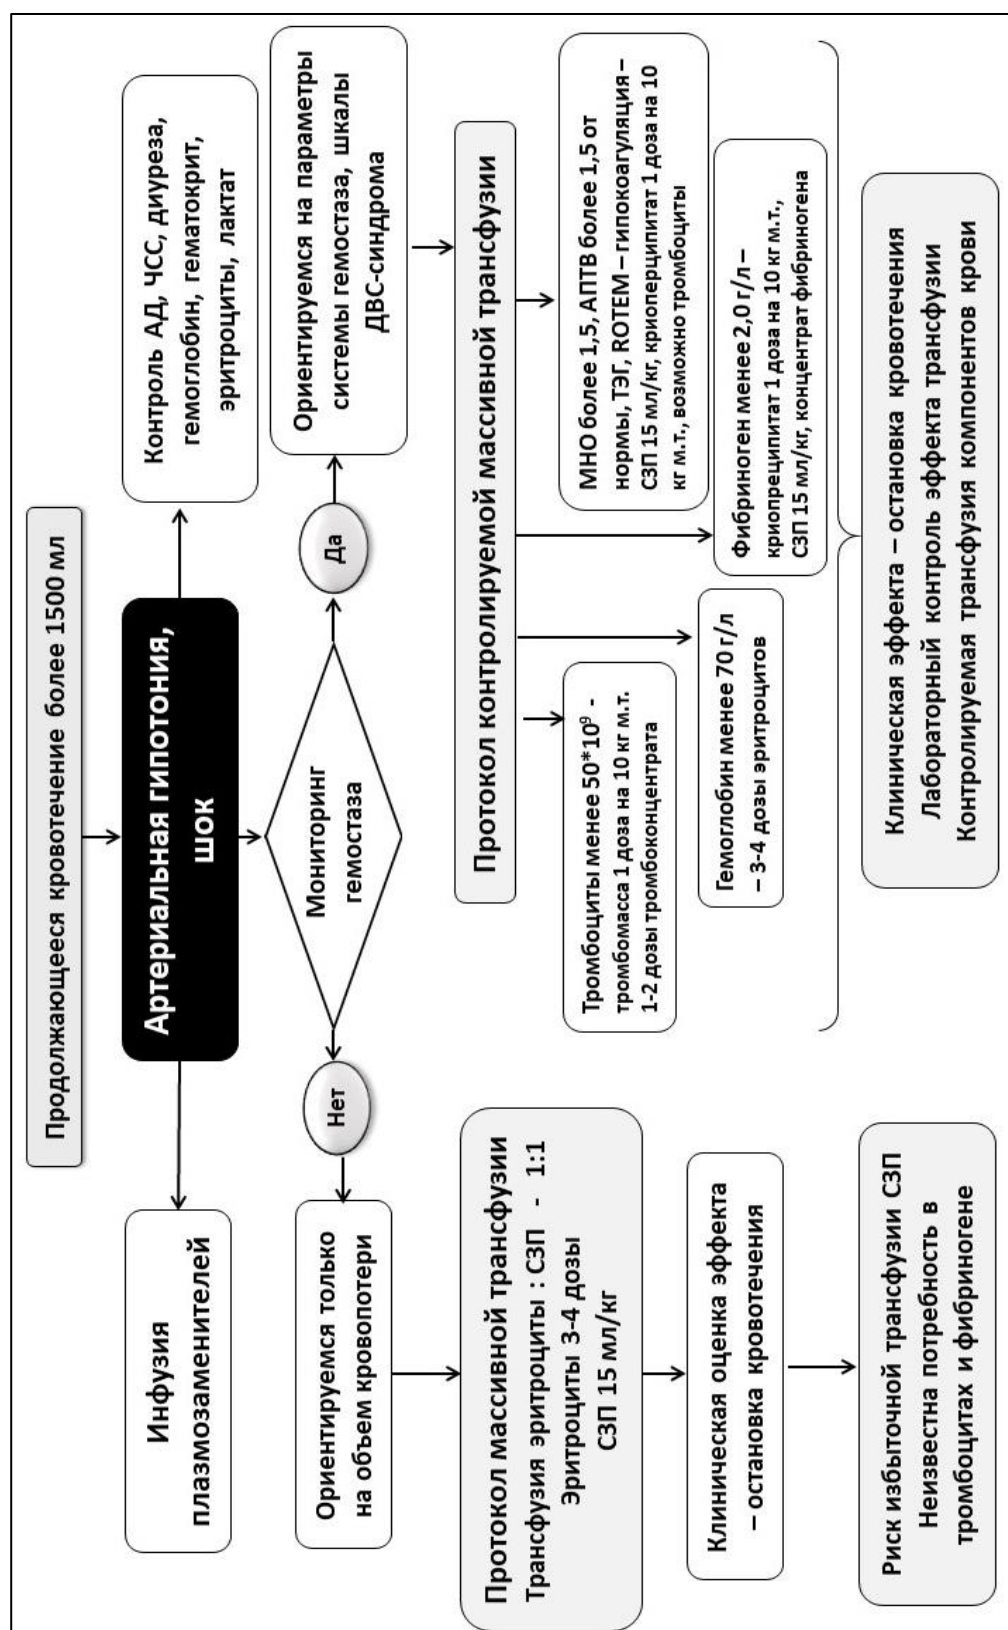 Продолжающееся кровотечение более 1500 мл
Инфузия
плазмозаменителей
Артериальная гипотония,
шок
Контроль АД, ЧСС, диуреза,
гемоглобин, гематокрит,
эритроциты, лактат
Мониторинг
гемостаза
Нет
Да
Ориентируемся только
на объем кровопотери
Ориентируемся на параметры
системы гемостаза, шкалы
ДВС-синдрома
Протокол массивной трансфузии
Трансфузия эритроциты : СЗП - 1:1
Эритроциты 3-4 дозы
СЗП 15 мл/кг
Клиническая оценка эффекта
– остановка кровотечения
Риск избыточной трансфузии СЗП
Неизвестна потребность в
тромбоцитах и фибриногене
Протокол контролируемой массивной трансфузии
Тромбоциты менее 50*10⁹ -
тромбомасса 1 доза на 10 кг м.т.
1-2 дозы тромбоконцентрата
Гемоглобин менее 70 г/л
– 3-4 дозы эритроцитов
МНО более 1,5, АПТВ более 1,5 от
нормы, ТЭГ, ROTEM – гипокоагуляция –
СЗП 15 мл/кг, криоперципитат 1 доза на 10
кг м.т., возможно тромбоциты
Фибриноген менее 2,0 г/л–
криопреципитат 1 доза на 10 кг м.т.,
СЗП 15 мл/кг, концентрат фибриногена
Клиническая эффекта – остановка кровотечения
Лабораторный контроль эффекта трансфузии
Контролируемая трансфузия компонентов крови